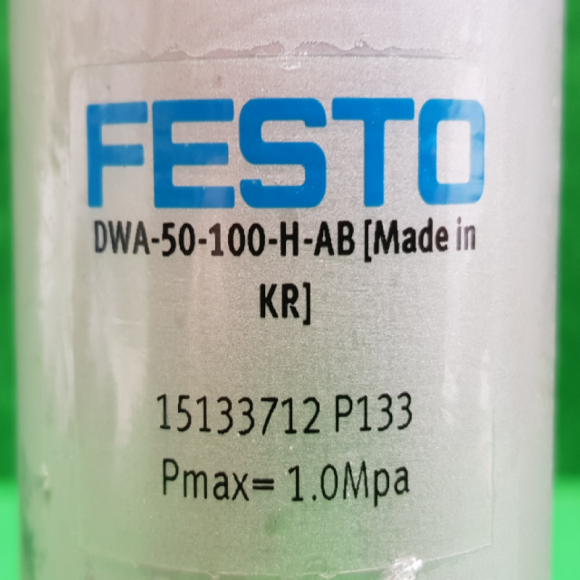 FESTO
DWA-50-100-H-AB [Made in
KR]
15133712 P133
Pmax= 1.0Mpa